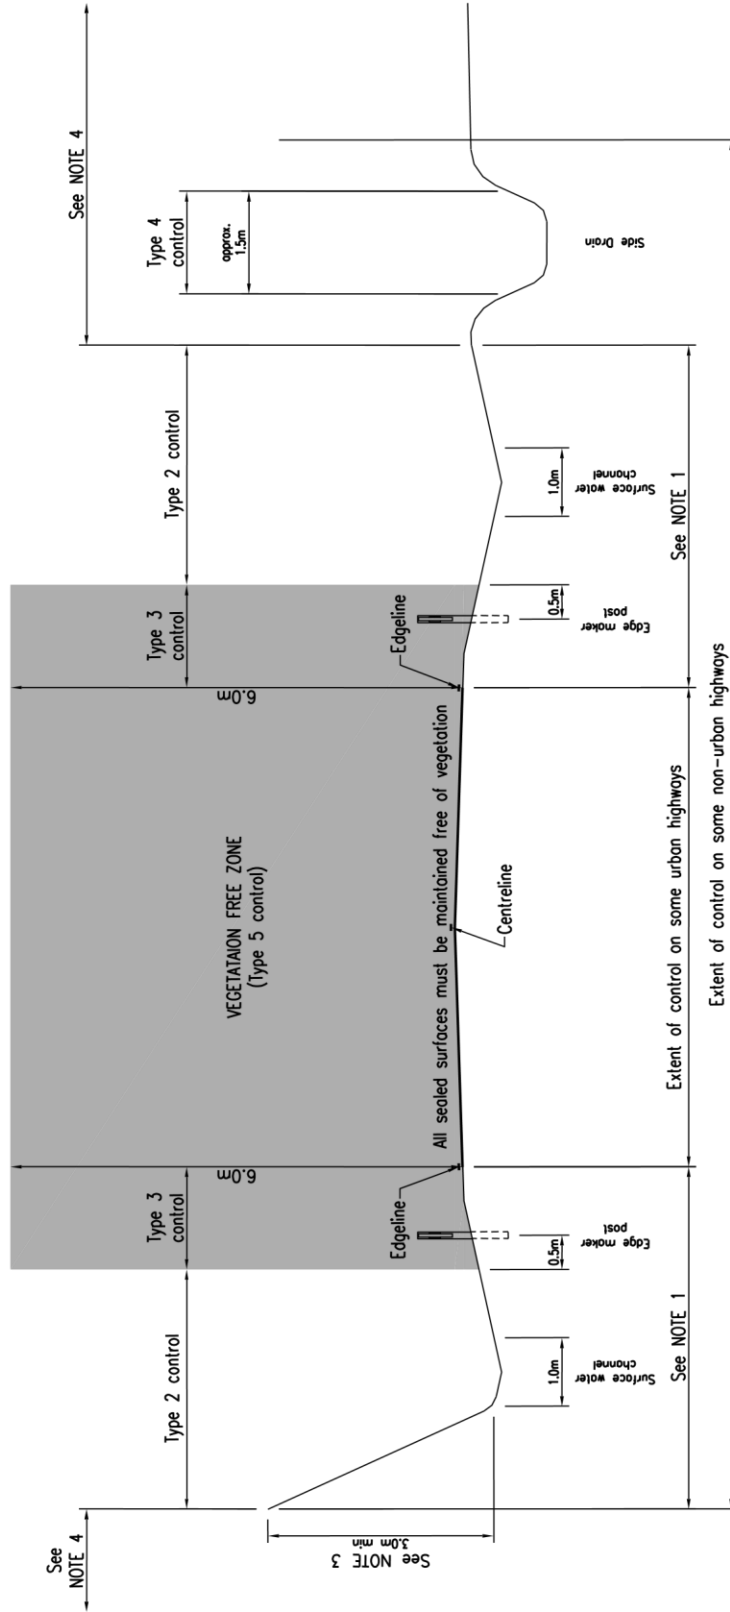 See
NOTE 4
See NOTE 4
Type 2 control
Type 3
control
VEGETATAION FREE ZONE
(Type 5 control)
Type 3
control
Type 2 control
Type 4
control
approx.
1.5m
6.0m
6.0m
See NOTE 3
3.0m min
Edgeline
All sealed surfaces must be maintained free of vegetation
Edgeline
Centreline
1.0m
Surface water
channel
0.5m
Edge maker
post
0.5m
Edge maker
post
1.0m
Surface water
channel
Side Drain
See NOTE 1
Extent of control on some urban highways
See NOTE 1
Extent of control on some non-urban highways